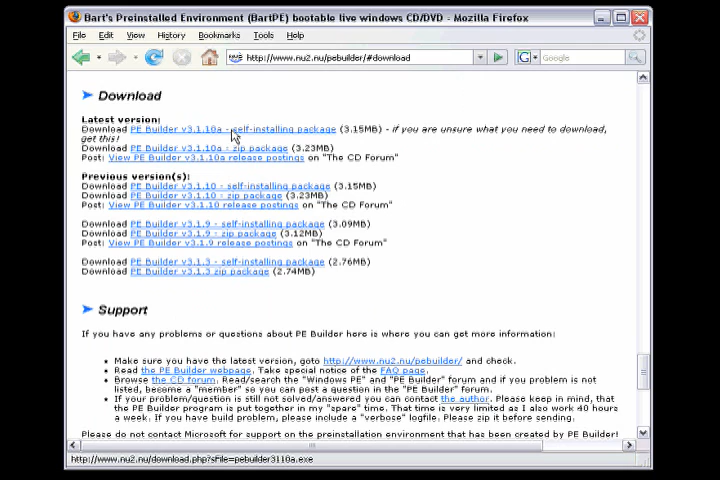 Bart's Preinstalled Environment (BartPE) bootable live windows CD/DVD - Mozilla Firefox
File Edit View History Bookmarks Tools Help
http://www.nu2.nu/pebuilder/#download
Google
Download
Latest version:
Download PE Builder v3.1.10a - self-installing package (3.15MB) - if you are unsure what you need to download,
get this!
Download PE Builder v3.1.10a - zip package (3.23MB)
Post: View PE Builder v3.1.10a release postings on "The CD Forum"
Previous version(s):
Download PE Builder v3.1.10 - self-installing package (3.15MB)
Download PE Builder v3.1.10 - zip package (3.23MB)
Post: View PE Builder v3.1.10 release postings on "The CD Forum"
Download PE Builder v3.1.9 - self-installing package (3.09MB)
Download PE Builder v3.1.9 - zip package (3.12MB)
Post: View PE Builder v3.1.9 release postings on "The CD Forum"
Download PE Builder v3.1.3 - self-installing package (2.76MB)
Download PE Builder v3.1.3 zip package (2.74MB)
Support
If you have any problems or questions about PE Builder here is where you can get more information:
Make sure you have the latest version, goto http://www.nu2.nu/pebuilder/ and check.
Read the PE Builder webpage. Take special notice of the FAQ page.
Browse the CD forum. Read/search the "Windows PE" and "PE Builder" forum and if you problem is not
listed, become a "member" so you can post a question in the "PE Builder" forum.
If your problem/question is still not solved/answered you can contact the author. Please keep in mind, that
the PE Builder program is put together in my "spare" time. That time is very limited as I also work 40 hours
a week. If you have build problem, please include a "verbose" logfile. Please zip it before sending.
Please do not contact Microsoft for support on the preinstallation environment that has been created by PE Builder!
http://www.nu2.nu/download.php?sFile=pebuilder3110a.exe